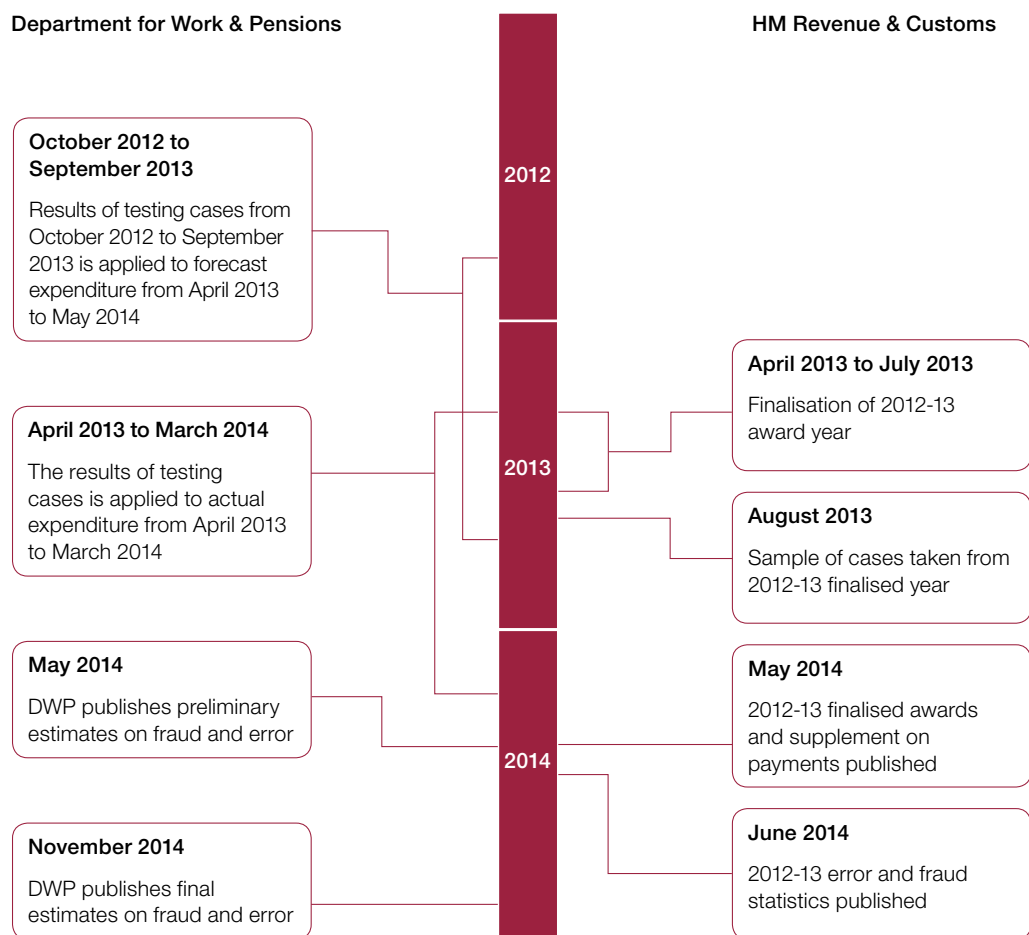 Department for Work & Pensions
HM Revenue & Customs
2012
2013
2014
October 2012 to
September 2013
Results of testing cases from
October 2012 to September
2013 is applied to forecast
expenditure from April 2013
to May 2014
April 2013 to March 2014
The results of testing
cases is applied to actual
expenditure from April 2013
to March 2014
May 2014
DWP publishes preliminary
estimates on fraud and error
November 2014
DWP publishes final
estimates on fraud and error
April 2013 to July 2013
Finalisation of 2012-13
award year
August 2013
Sample of cases taken from
2012-13 finalised year
May 2014
2012-13 finalised awards
and supplement on
payments published
June 2014
2012-13 error and fraud
statistics published